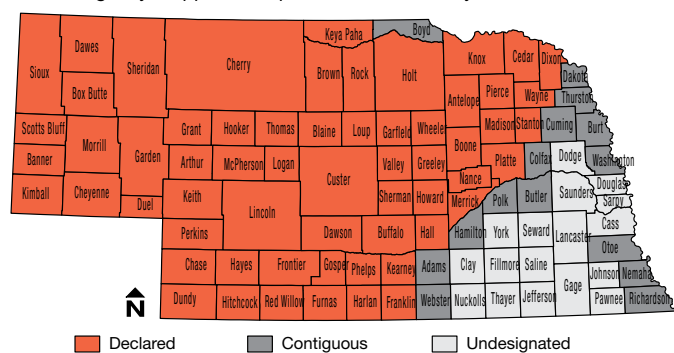 Keya Paha Boyd
Dawes Cherry Knox Cedar Dixon
Sioux Sheridan Brown Rock Holt Dakota
Box Butte Antelope Pierce Wayne Thurston
Scotts Bluff Grant Hooker Thomas Blaine Loup Garfield Wheeler Madison Stanton Cuming Burt
Banner Morrill Garden Arthur McPherson Logan Custer Valley Greeley Boone Platte Colfax Dodge Washington
Kimball Cheyenne Duel Keith Lincoln Sherman Howard Nance Merrick Polk Butler Saunders Douglas
Sarpy
Perkins Dawson Buffalo Hall Hamilton York Seward Lancaster Cass
Chase Hayes Frontier Gosper Phelps Kearney Adams Clay Fillmore Saline Otoe
Gage Johnson Nemaha
Dundy Hitchcock Red Willow Furnas Harlan Franklin Webster Nuckolls Thayer Jefferson Pawnee Richardson
N
Declared Contiguous Undesignated